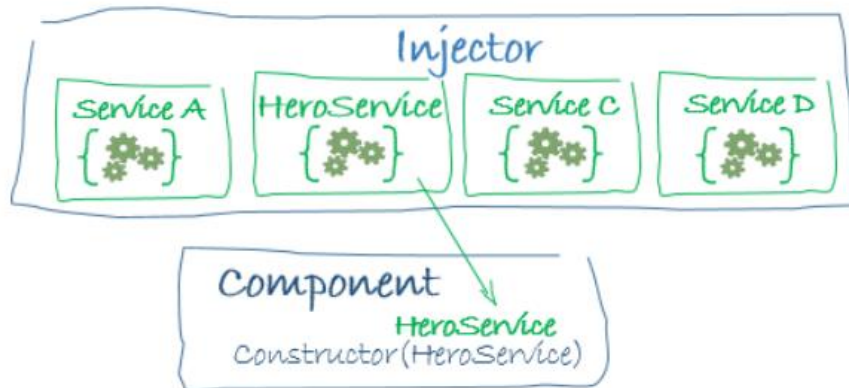 Injector
Service A
HeroService
Service C
Service D
Component
HeroService
Constructor(HeroService)